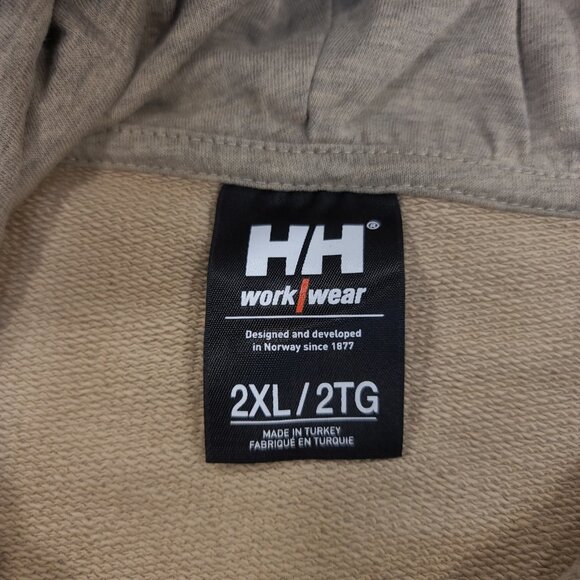 HH®
work/wear
Designed and developed
in Norway since 1877
2XL/2TG
MADE IN TURKEY
FABRIQUÉ EN TURQUIE